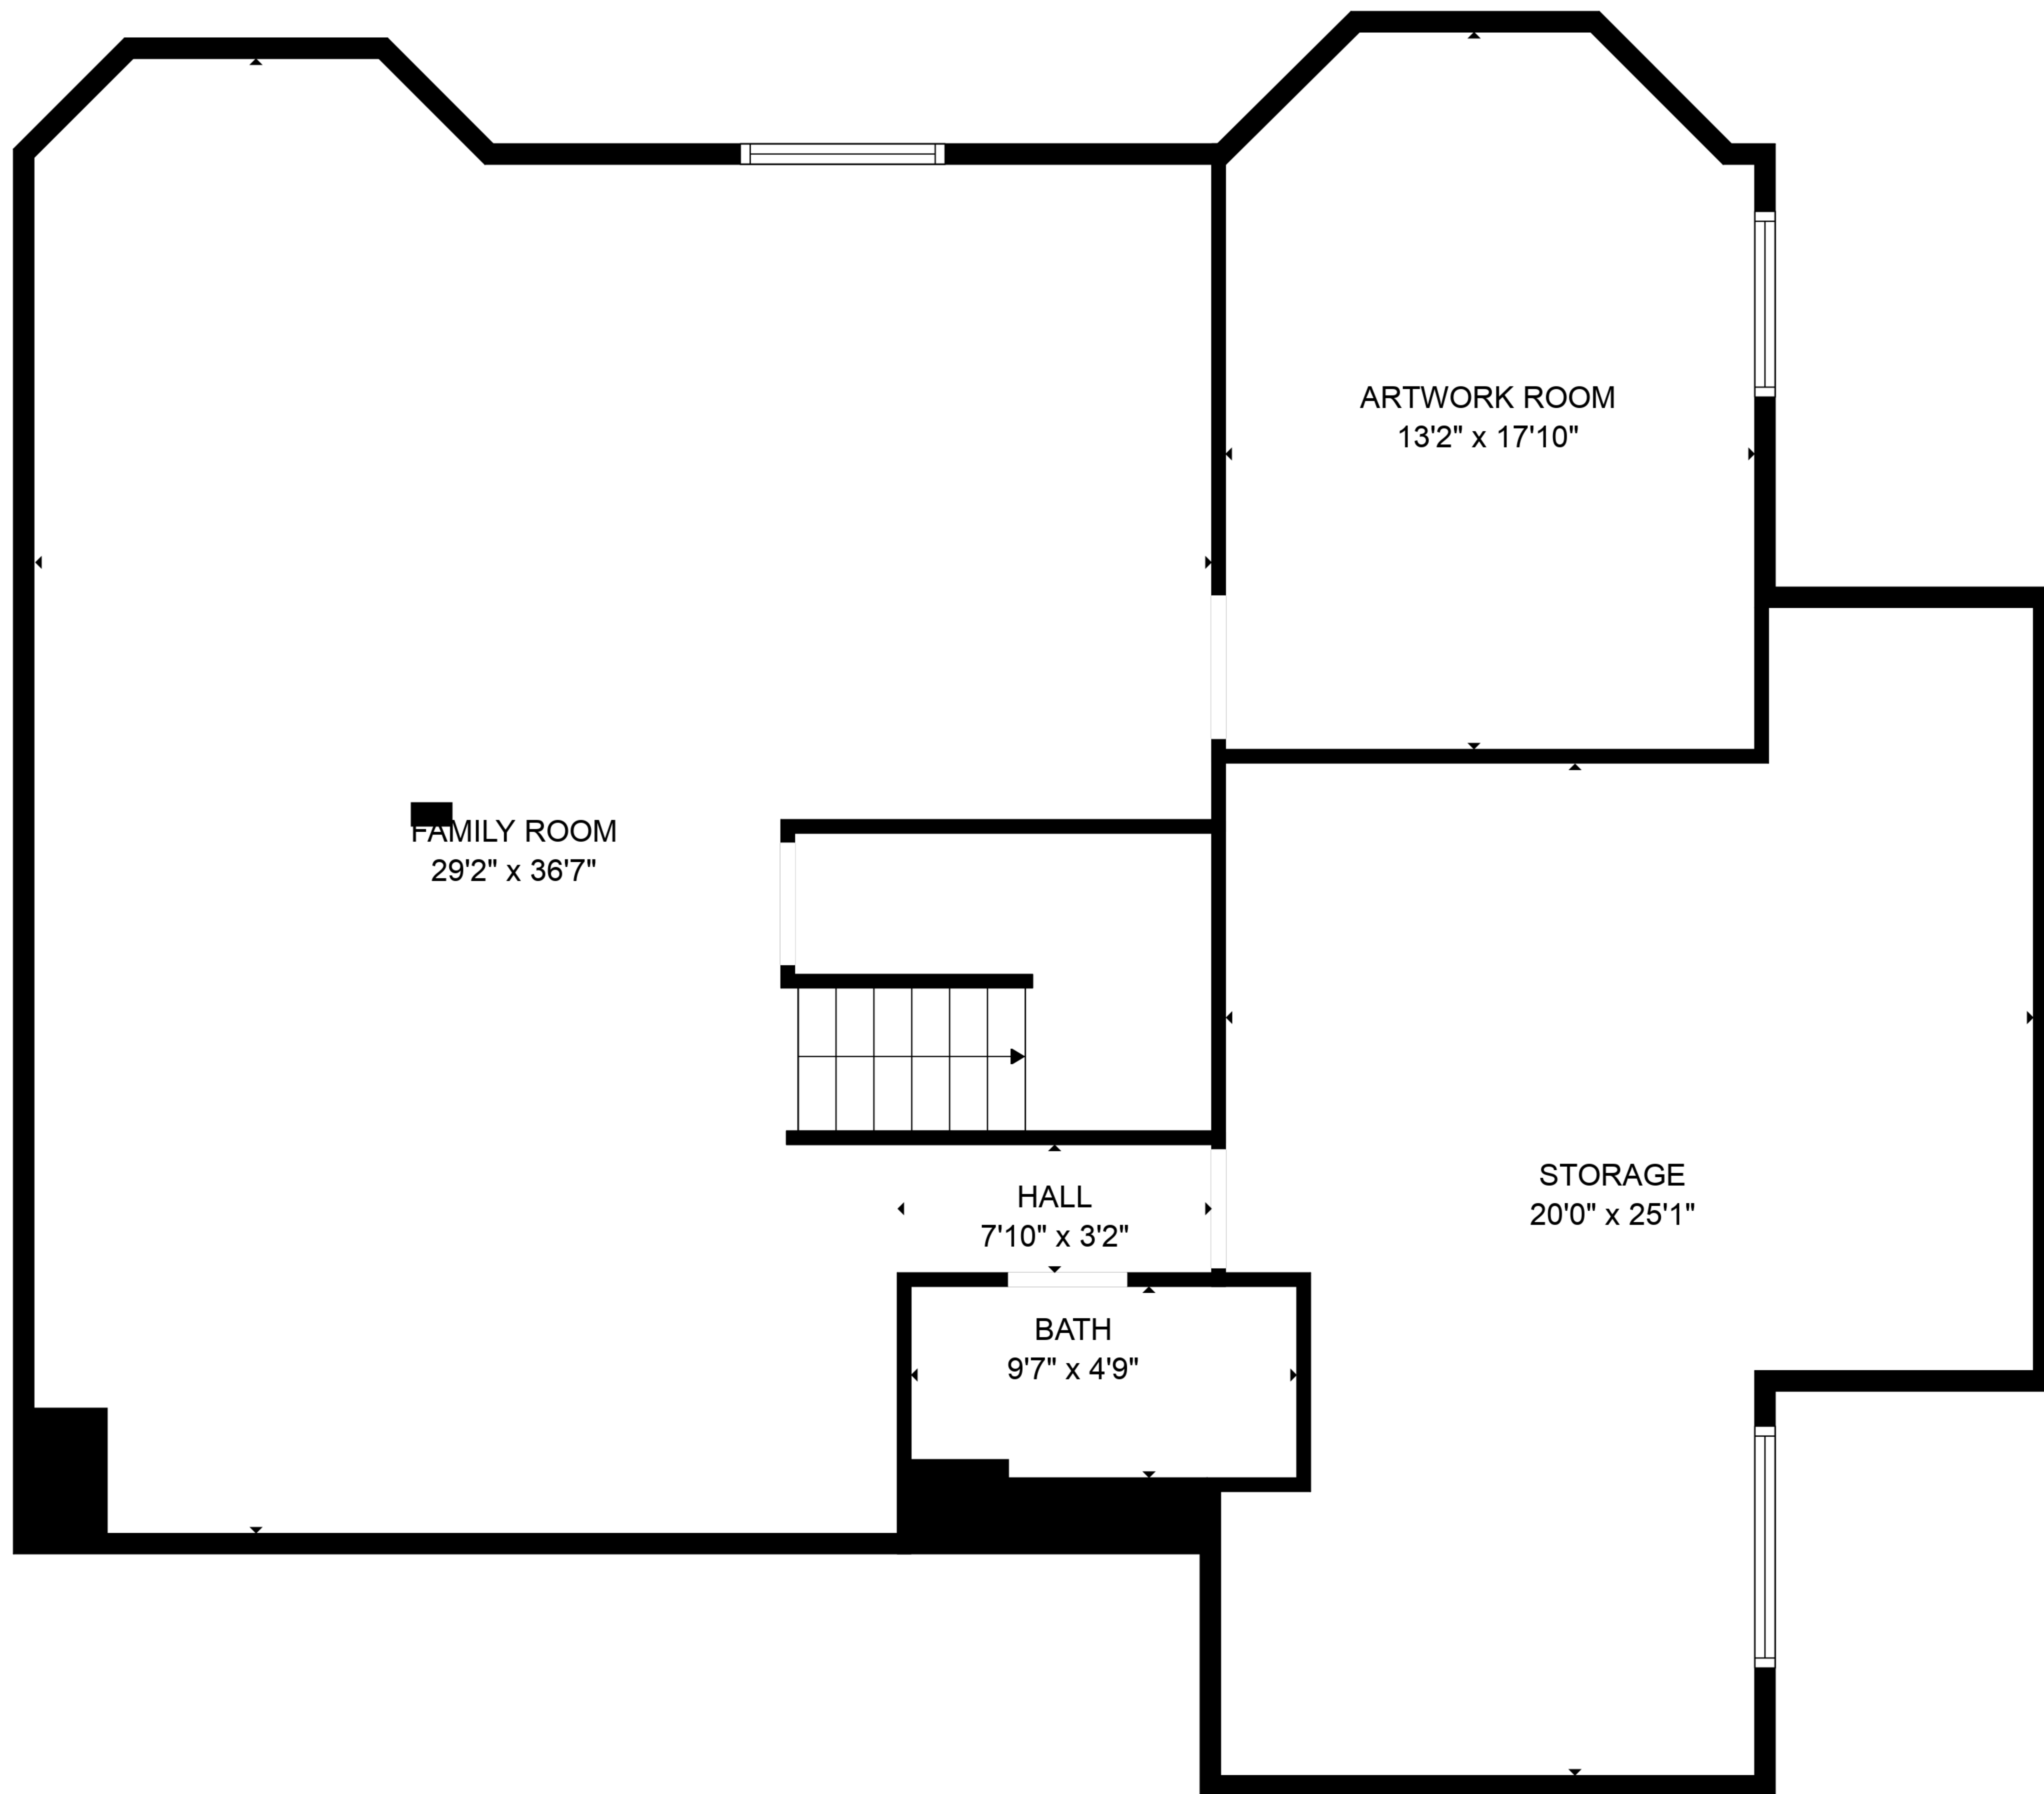 ARTWORK ROOM
13'2" x 17'10"
FAMILY ROOM
29'2" x 36'7"
HALL
7'10" x 3'2"
STORAGE
20'0" x 25'1"
BATH
9'7" x 4'9"